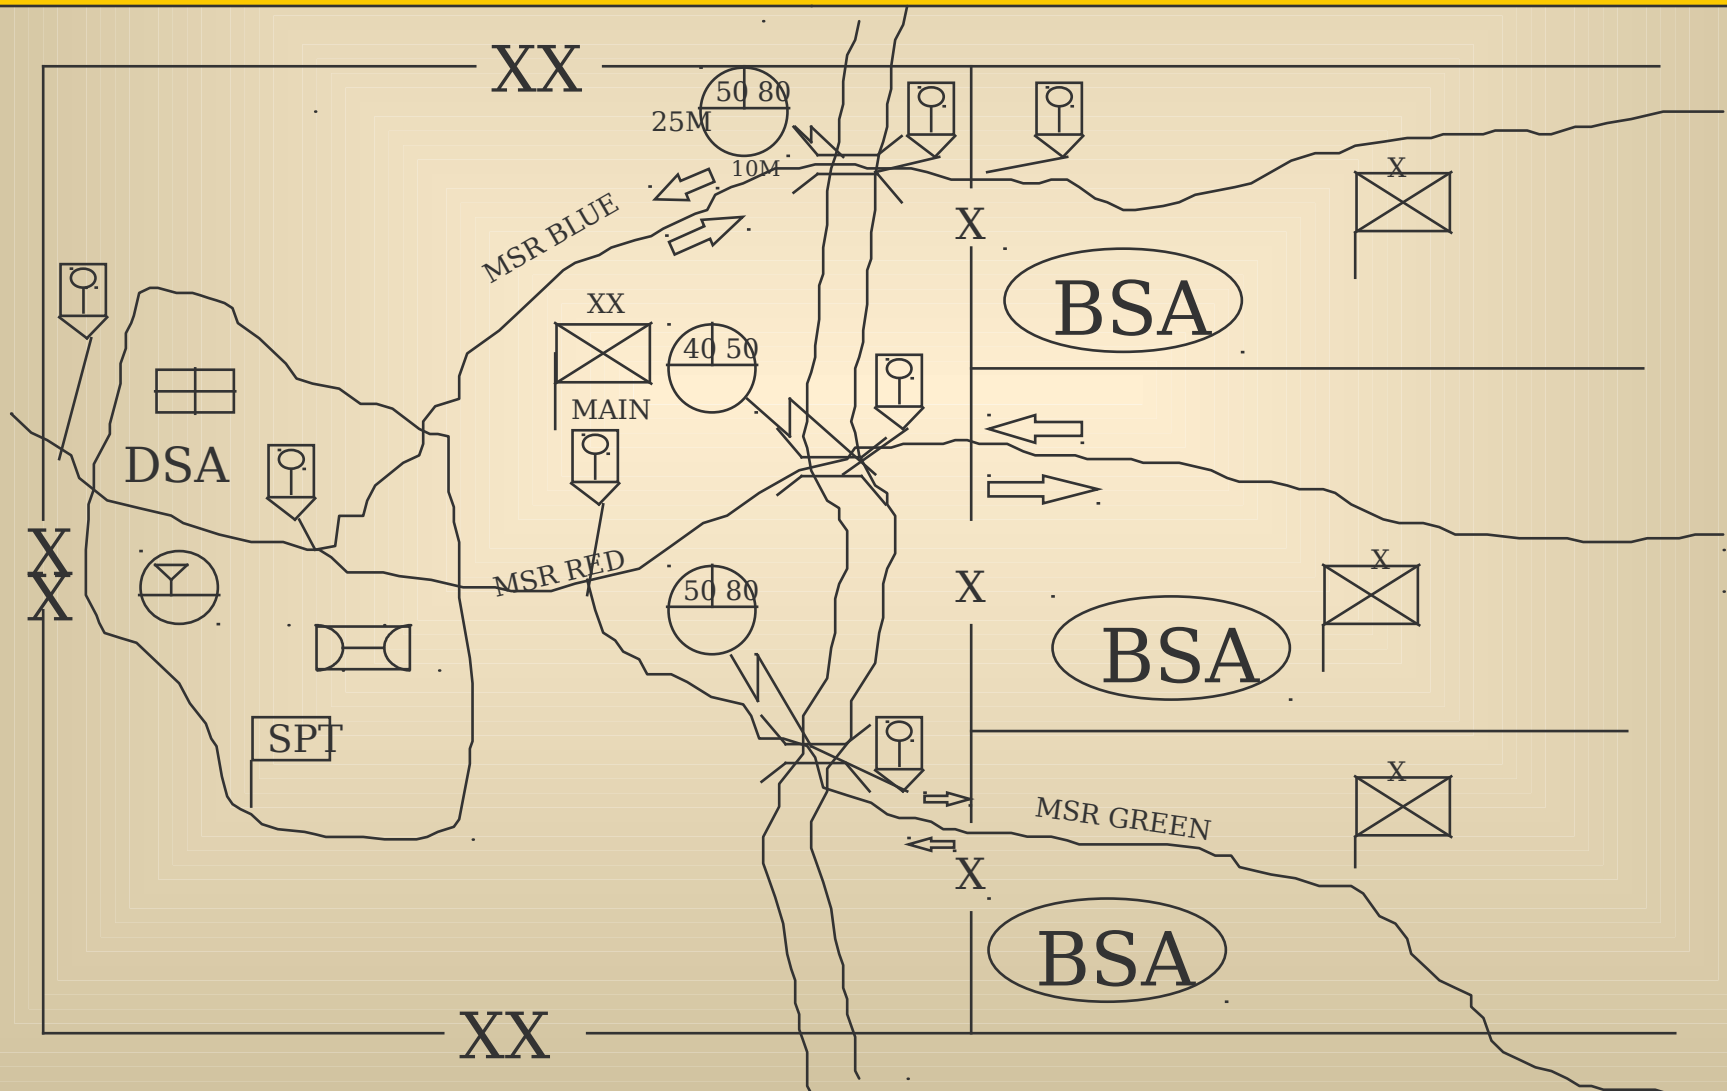 XX
50 80
25M
10M
X
MSR BLUE
X
BSA
XX
40 50
MAIN
DSA
X
X
X
MSR RED
50 80
X
BSA
SPT
X
MSR GREEN
X
BSA
XX